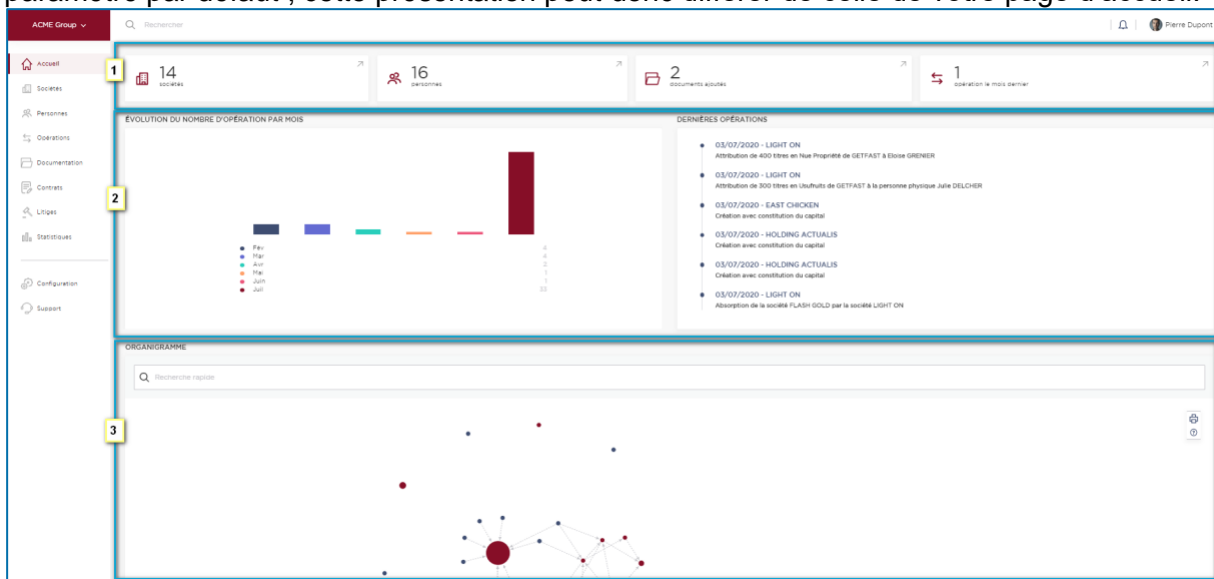 paramétré par défaut ; cette présentation peut donc différer de celle de votre page d'accueil.
ACME Group
Rechercher
Pierre Dupont
Accueil
Sociétés
Personnes
Opérations
Documentation
Contrats
Litiges
Statistiques
Configuration
Support
1
14
sociétés
16
personnes
2
documents ajoutés
1
opération le mois dernier
2
ÉVOLUTION DU NOMBRE D'OPÉRATION PAR MOIS
Fev 4
Mar 4
Avr
Mai 1
Juin 1
Juil 33
DERNIÈRES OPÉRATIONS
03/07/2020 - LIGHT ON
Attribution de 400 titres en Nue Propriété de GETFAST à Eloise GRENIER
03/07/2020 - LIGHT ON
Attribution de 300 titres en Usufruits de GETFAST à la personne physique Julie DELCHER
03/07/2020 - EAST CHICKEN
Création avec constitution du capital
03/07/2020 - HOLDING ACTUALIS
Création avec constitution du capital
03/07/2020 - HOLDING ACTUALIS
Création avec constitution du capital
03/07/2020 - LIGHT ON
Absorption de la société FLASH GOLD par la société LIGHT ON
3
ORGANIGRAMME
Recherche rapide